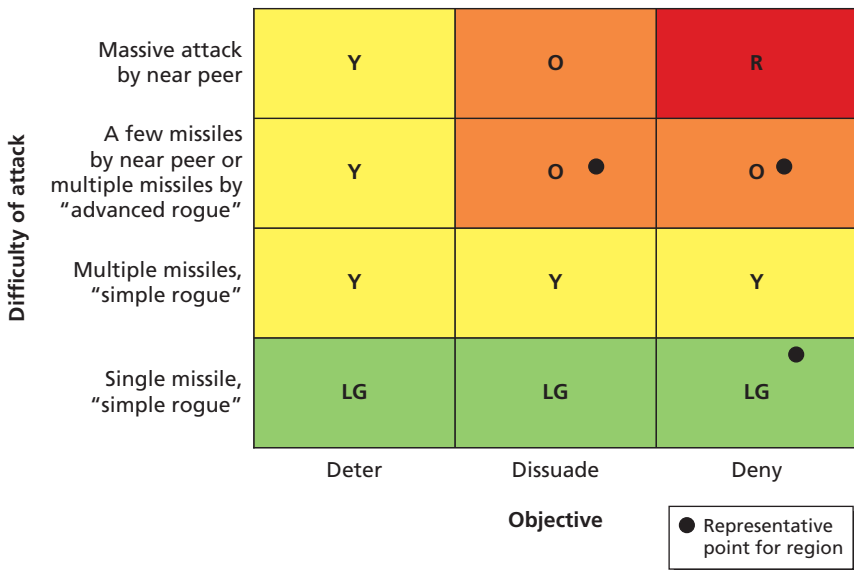 Difficulty of attack
Massive attack
by near peer
Y
O
R
A few missiles
by near peer or
multiple missiles by
“advanced rogue”
Y
O
O
Multiple missiles,
“simple rogue”
Y
Y
Y
Single missile,
“simple rogue”
LG
LG
LG
Deter
Dissuade
Deny
Objective
Representative
point for region